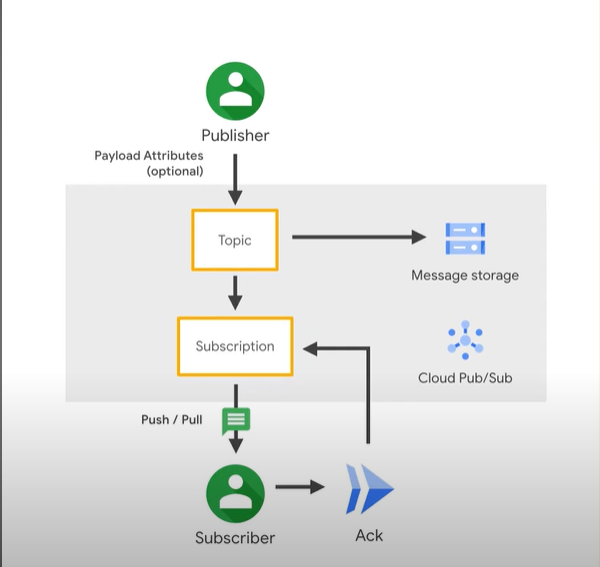 Publisher
Payload Attributes
(optional)
Topic
Message storage
Subscription
Cloud Pub/Sub
Push / Pull
Subscriber
Ack